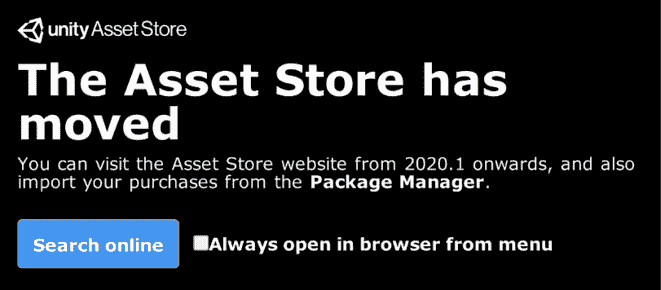 unity Asset Store
The Asset Store has
moved
You can visit the Asset Store website from 2020.1 onwards, and also
import your purchases from the Package Manager.
Search online
Always open in browser from menu